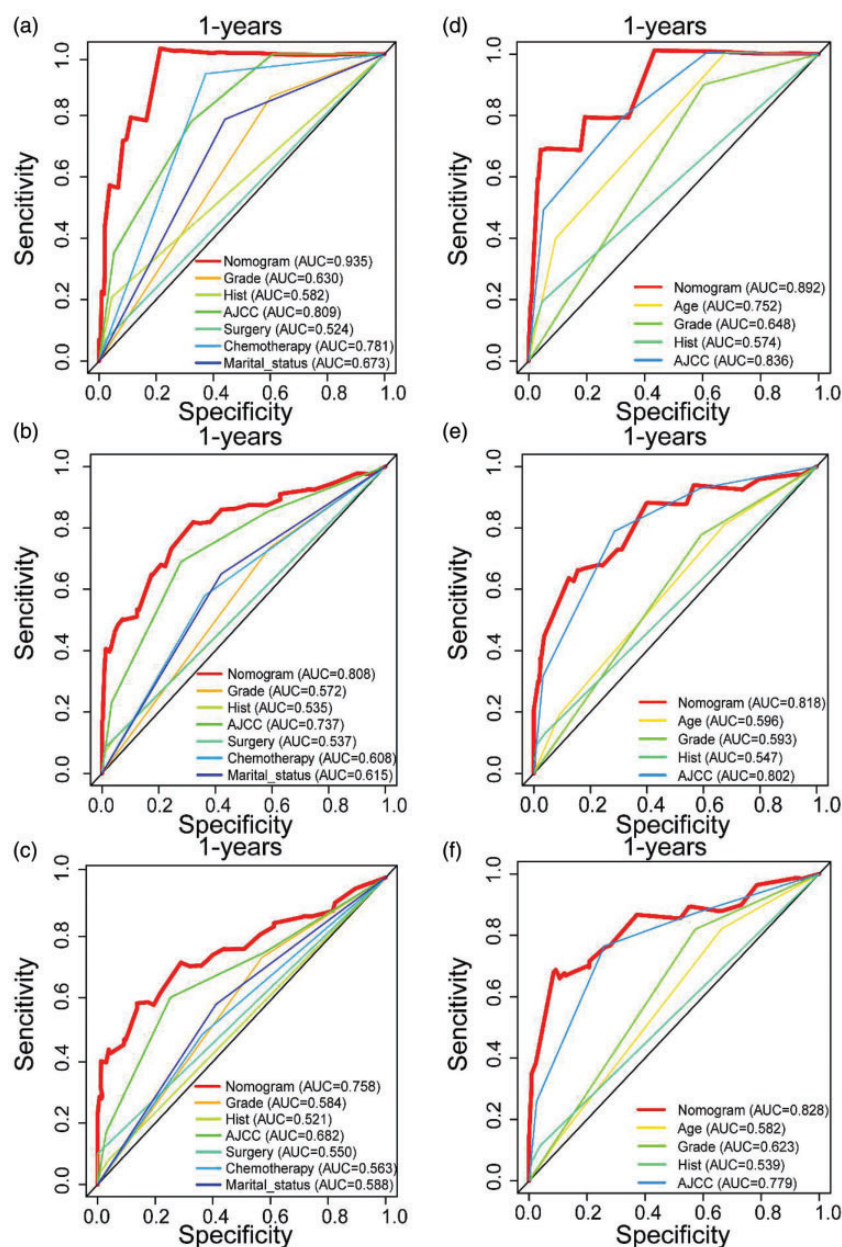 (a)
1-years
Sencitivity
0.0 0.2 0.4 0.6 0.8 1.0
Nomogram (AUC=0.935)
Grade (AUC=0.630)
Hist (AUC=0.582)
AJCC (AUC=0.809)
Surgery (AUC=0.524)
Chemotherapy (AUC=0.781)
Marital_status (AUC=0.673)
0.0 0.2 0.4 0.6 0.8 1.0
Specificity
(d)
1-years
Sencitivity
0.0 0.2 0.4 0.6 0.8 1.0
Nomogram (AUC=0.892)
Age (AUC=0.752)
Grade (AUC=0.648)
Hist (AUC=0.574)
AJCC (AUC=0.836)
0.0 0.2 0.4 0.6 0.8 1.0
Specificity
(b)
1-years
Sencitivity
0.0 0.2 0.4 0.6 0.8 1.0
Nomogram (AUC=0.808)
Grade (AUC=0.572)
Hist (AUC=0.535)
AJCC (AUC=0.737)
Surgery (AUC=0.537)
Chemotherapy (AUC=0.608)
Marital_status (AUC=0.615)
0.0 0.2 0.4 0.6 0.8 1.0
Specificity
(e)
1-years
Sencitivity
0.0 0.2 0.4 0.6 0.8 1.0
Nomogram (AUC=0.818)
Age (AUC=0.596)
Grade (AUC=0.593)
Hist (AUC=0.547)
AJCC (AUC=0.802)
0.0 0.2 0.4 0.6 0.8 1.0
Specificity
(c)
1-years
Sencitivity
0.0 0.2 0.4 0.6 0.8 1.0
Nomogram (AUC=0.758)
Grade (AUC=0.584)
Hist (AUC=0.521)
AJCC (AUC=0.682)
Surgery (AUC=0.550)
Chemotherapy (AUC=0.563)
Marital_status (AUC=0.588)
0.0 0.2 0.4 0.6 0.8 1.0
Specificity
(f)
1-years
Sencitivity
0.0 0.2 0.4 0.6 0.8 1.0
Nomogram (AUC=0.828)
Age (AUC=0.582)
Grade (AUC=0.623)
Hist (AUC=0.539)
AJCC (AUC=0.779)
0.0 0.2 0.4 0.6 0.8 1.0
Specificity